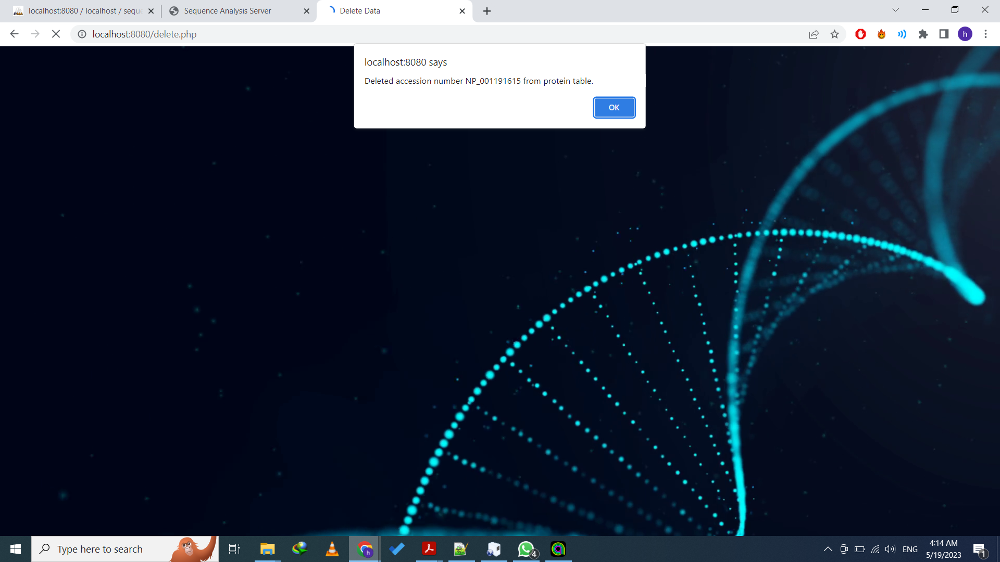 localhost:8080 / localhost / seque
Sequence Analysis Server
Delete Data
localhost:8080/delete.php
h
localhost:8080 says
Deleted accession number NP_001191615 from protein table.
OK
Type here to search
h
4
ENG
4:14 AM
5/19/2023
1